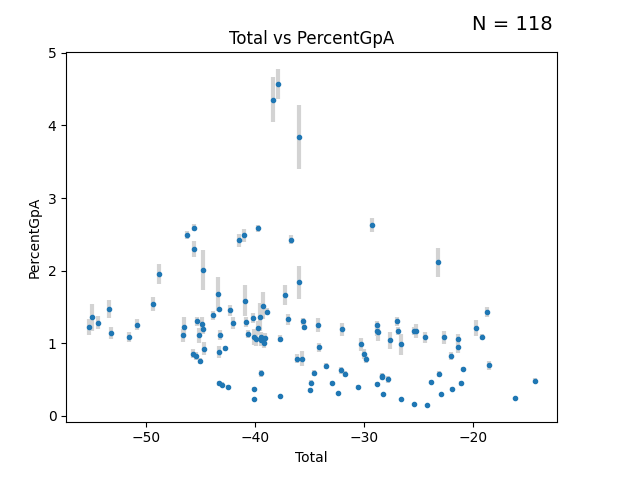 N = 118
Total vs PercentGpA
5
4
3
2
1
0
PercentGpA
−50
−40
−30
−20
Total